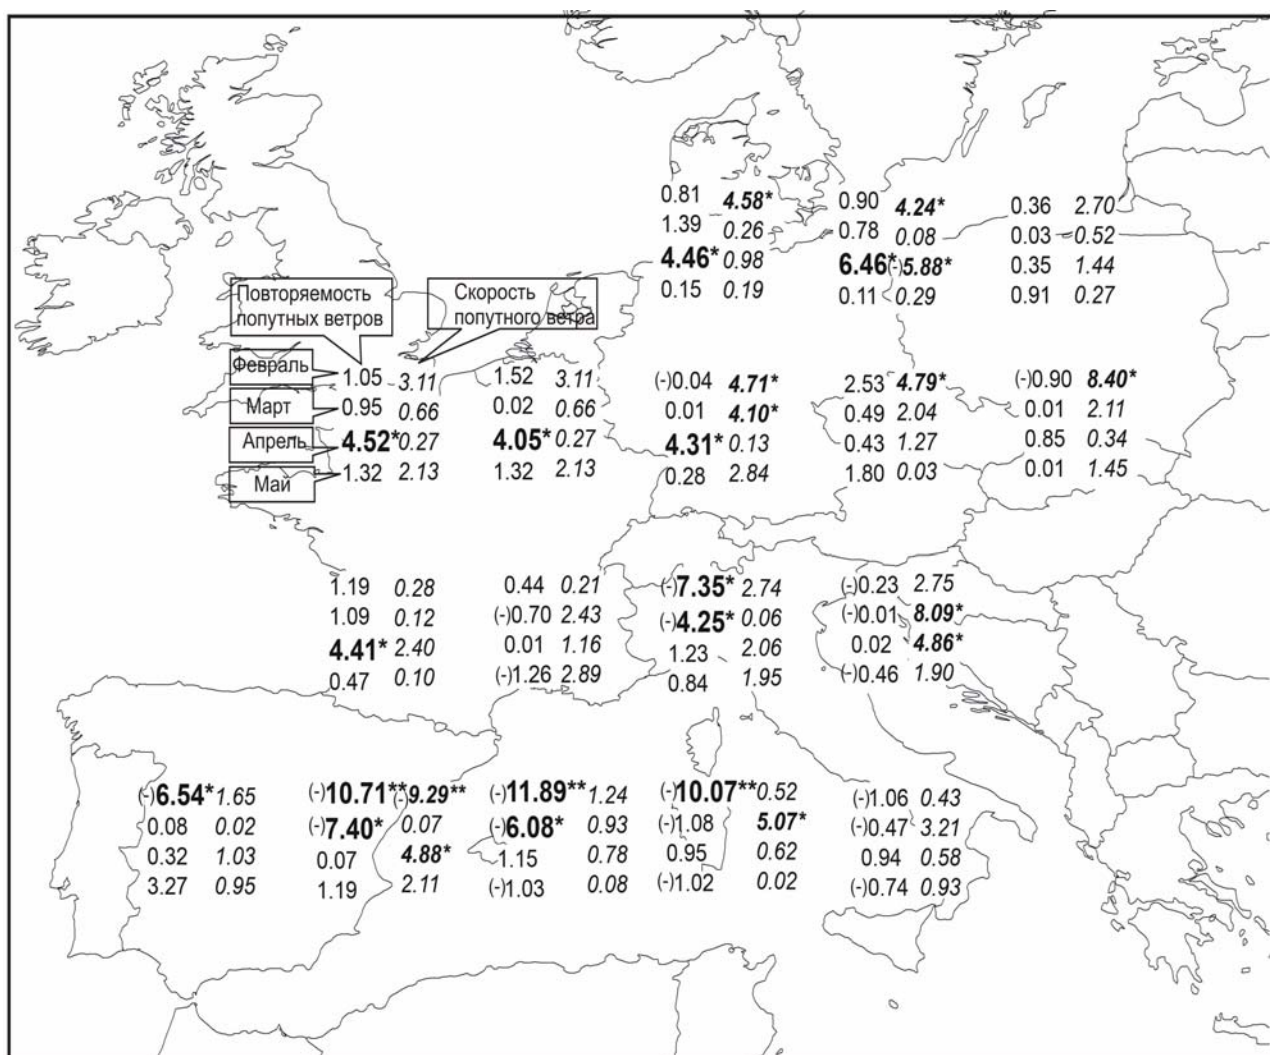 0.81 4.58* 0.90 4.24* 0.36 2.70
1.39 0.26 0.78 0.08 0.03 0.52
4.46* 0.98 6.46* (-)5.88* 0.35 1.44
0.15 0.19 0.11 0.29 0.91 0.27
Повторяемость
попутных ветров
Скорость
попутного ветра
Февраль 1.05 3.11 1.52 3.11 (-)0.04 4.71* 2.53 4.79* (-)0.90 8.40*
Март 0.95 0.66 0.02 0.66 0.01 4.10* 0.49 2.04 0.01 2.11
Апрель 4.52* 0.27 4.05* 0.27 4.31* 0.13 0.43 1.27 0.85 0.34
Май 1.32 2.13 1.32 2.13 0.28 2.84 1.80 0.03 0.01 1.45
1.19 0.28 0.44 0.21 (-)7.35* 2.74 (-)0.23 2.75
1.09 0.12 (-)0.70 2.43 (-)4.25* 0.06 (-)0.01 8.09*
4.41* 2.40 0.01 1.16 1.23 2.06 0.02 4.86*
0.47 0.10 (-)1.26 2.89 0.84 1.95 (-)0.46 1.90
(-)6.54* 1.65 (-)10.71** (-)9.29** (-)11.89** 1.24 (-)10.07** 0.52 (-)1.06 0.43
0.08 0.02 (-)7.40* 0.07 (-)6.08* 0.93 (-)1.08 5.07* (-)0.47 3.21
0.32 1.03 0.07 4.88* 1.15 0.78 0.95 0.62 0.94 0.58
3.27 0.95 1.19 2.11 (-)1.03 0.08 (-)1.02 0.02 (-)0.74 0.93